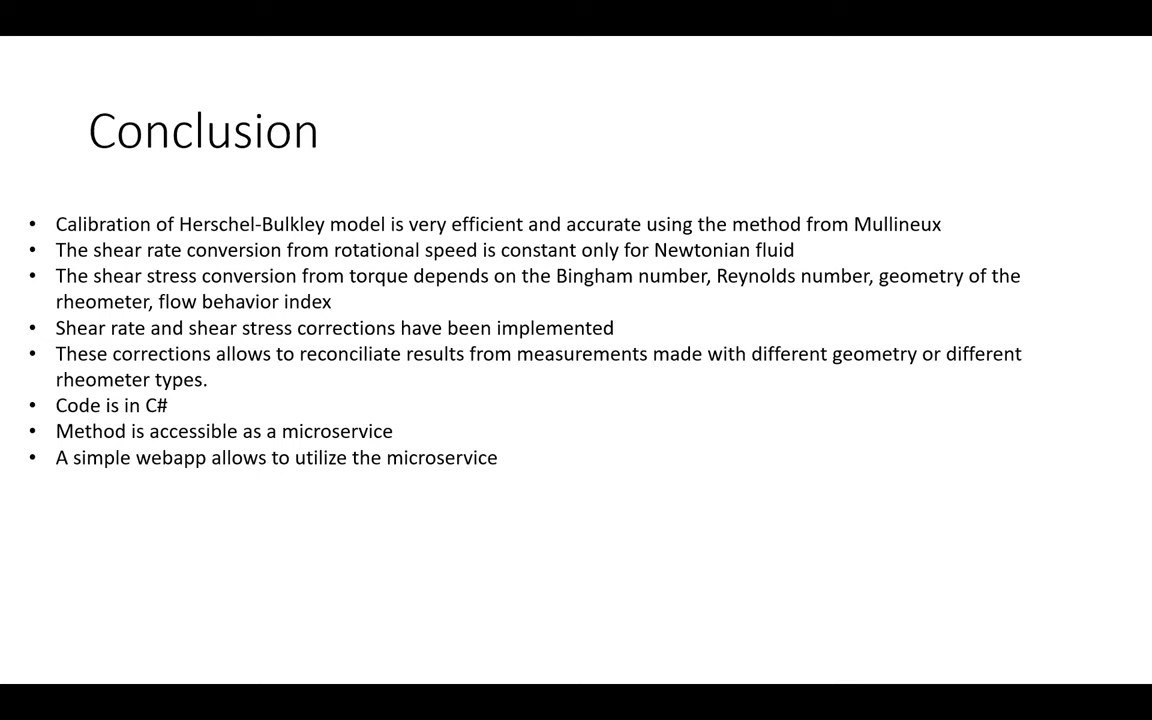 Conclusion
• Calibration of Herschel-Bulkley model is very efficient and accurate using the method from Mullineux
• The shear rate conversion from rotational speed is constant only for Newtonian fluid
• The shear stress conversion from torque depends on the Bingham number, Reynolds number, geometry of the
rheometer, flow behavior index
• Shear rate and shear stress corrections have been implemented
• These corrections allows to reconciliate results from measurements made with different geometry or different
rheometer types.
• Code is in C#
• Method is accessible as a microservice
• A simple webapp allows to utilize the microservice